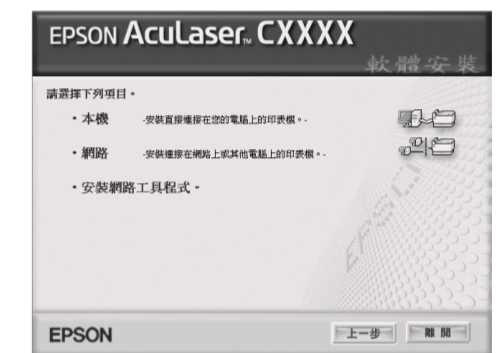 EPSON AcuLaser™ CXXXX
軟體安裝
請選擇下列項目。
・本機 -安裝直接連接在您的電腦上的印表機。-
・網路 -安裝連接在網路上或其他電腦上的印表機。-
・安裝網路工具程式。
EPSON
EPSON 上一步 離開